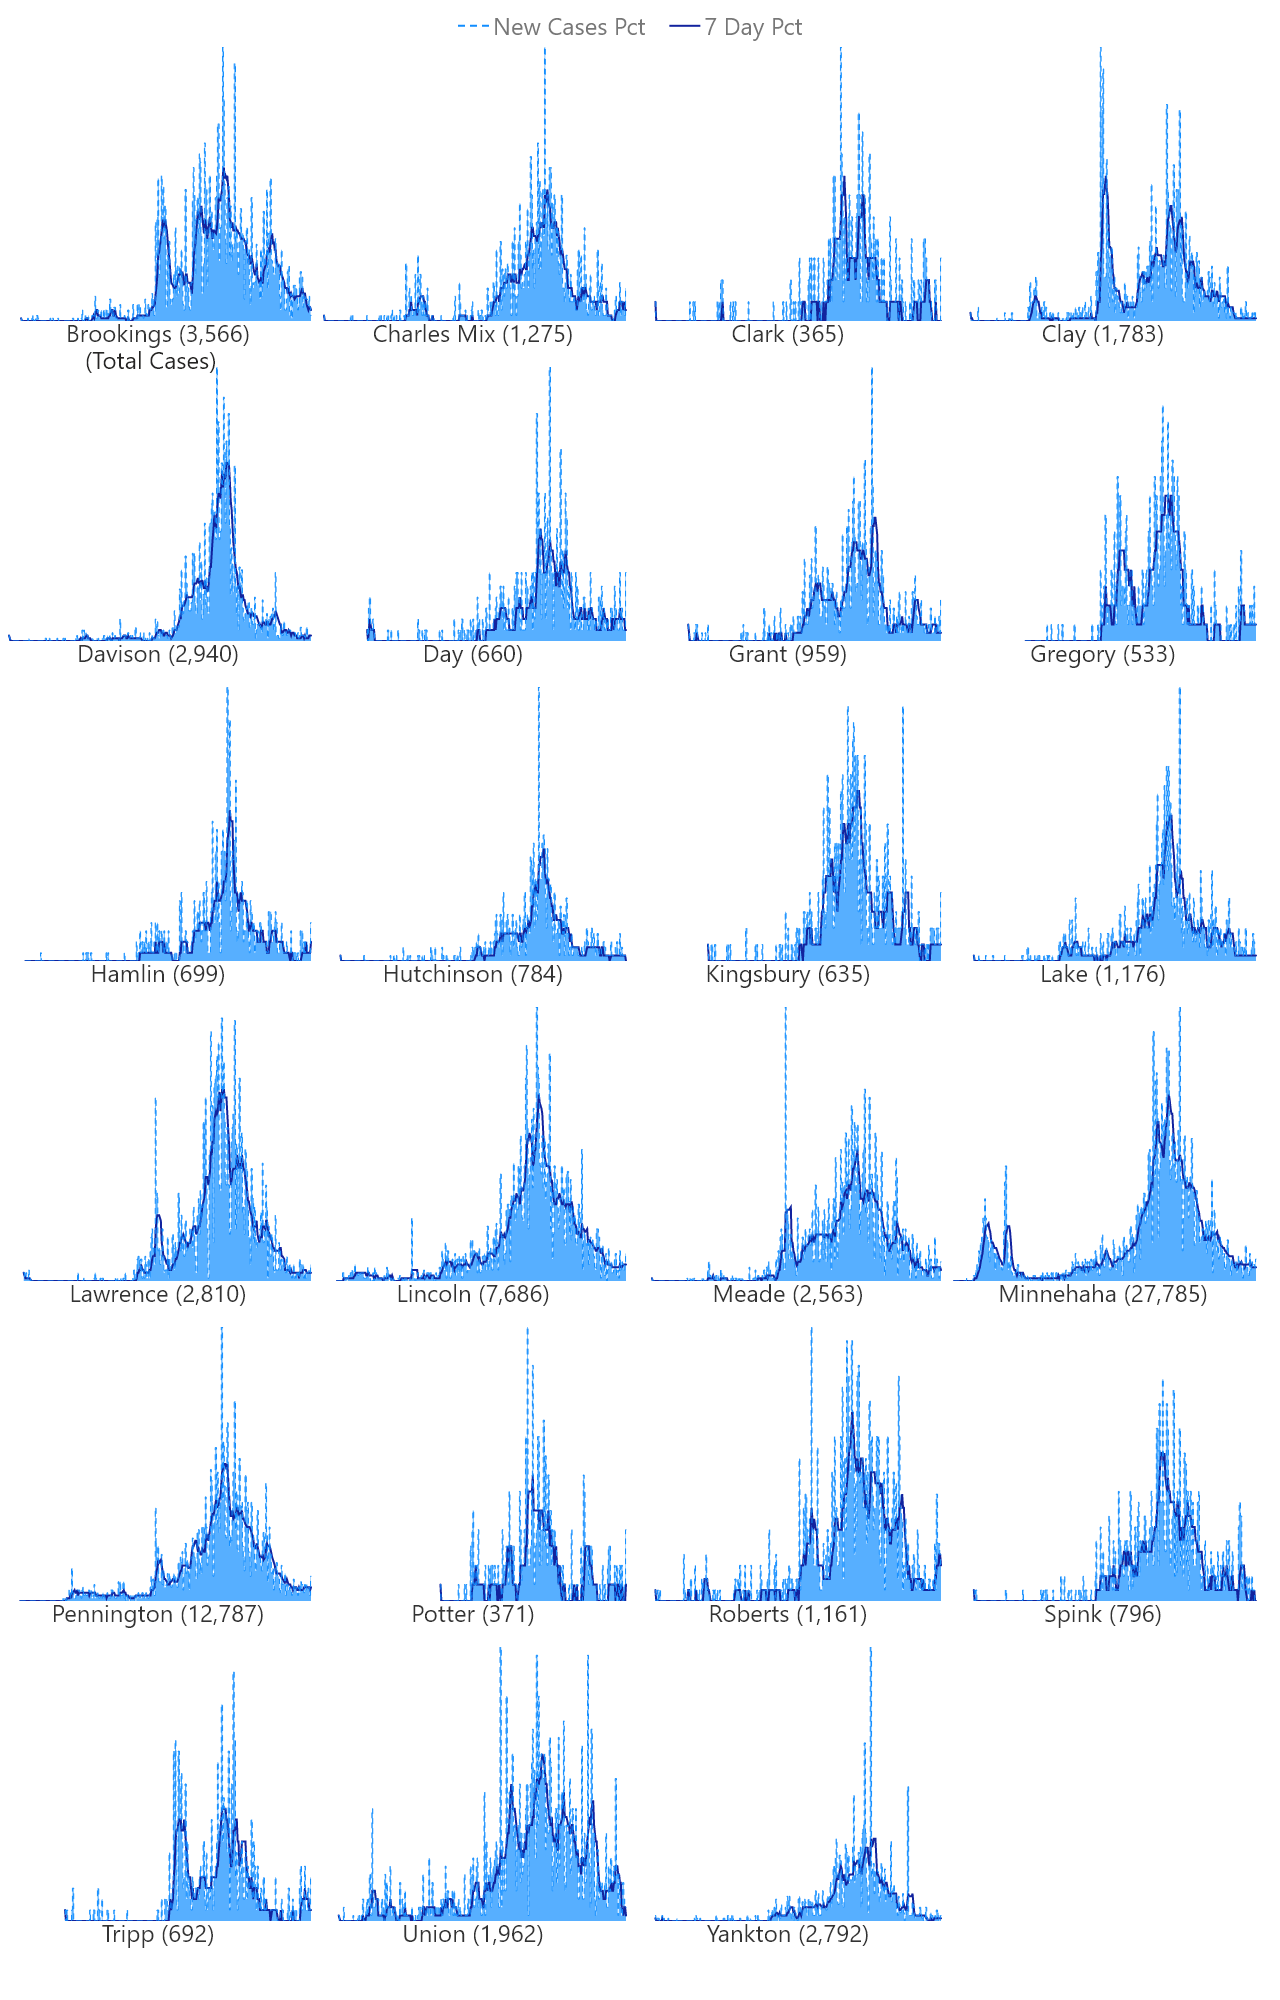 New Cases Pct 7 Day Pct
Brookings (3,566) Charles Mix (1,275) Clark (365) Clay (1,783)
(Total Cases)
Davison (2,940) Day (660) Grant (959) Gregory (533)
Hamlin (699) Hutchinson (784) Kingsbury (635) Lake (1,176)
Lawrence (2,810) Lincoln (7,686) Meade (2,563) Minnehaha (27,785)
Pennington (12,787) Potter (371) Roberts (1,161) Spink (796)
Tripp (692) Union (1,962) Yankton (2,792)